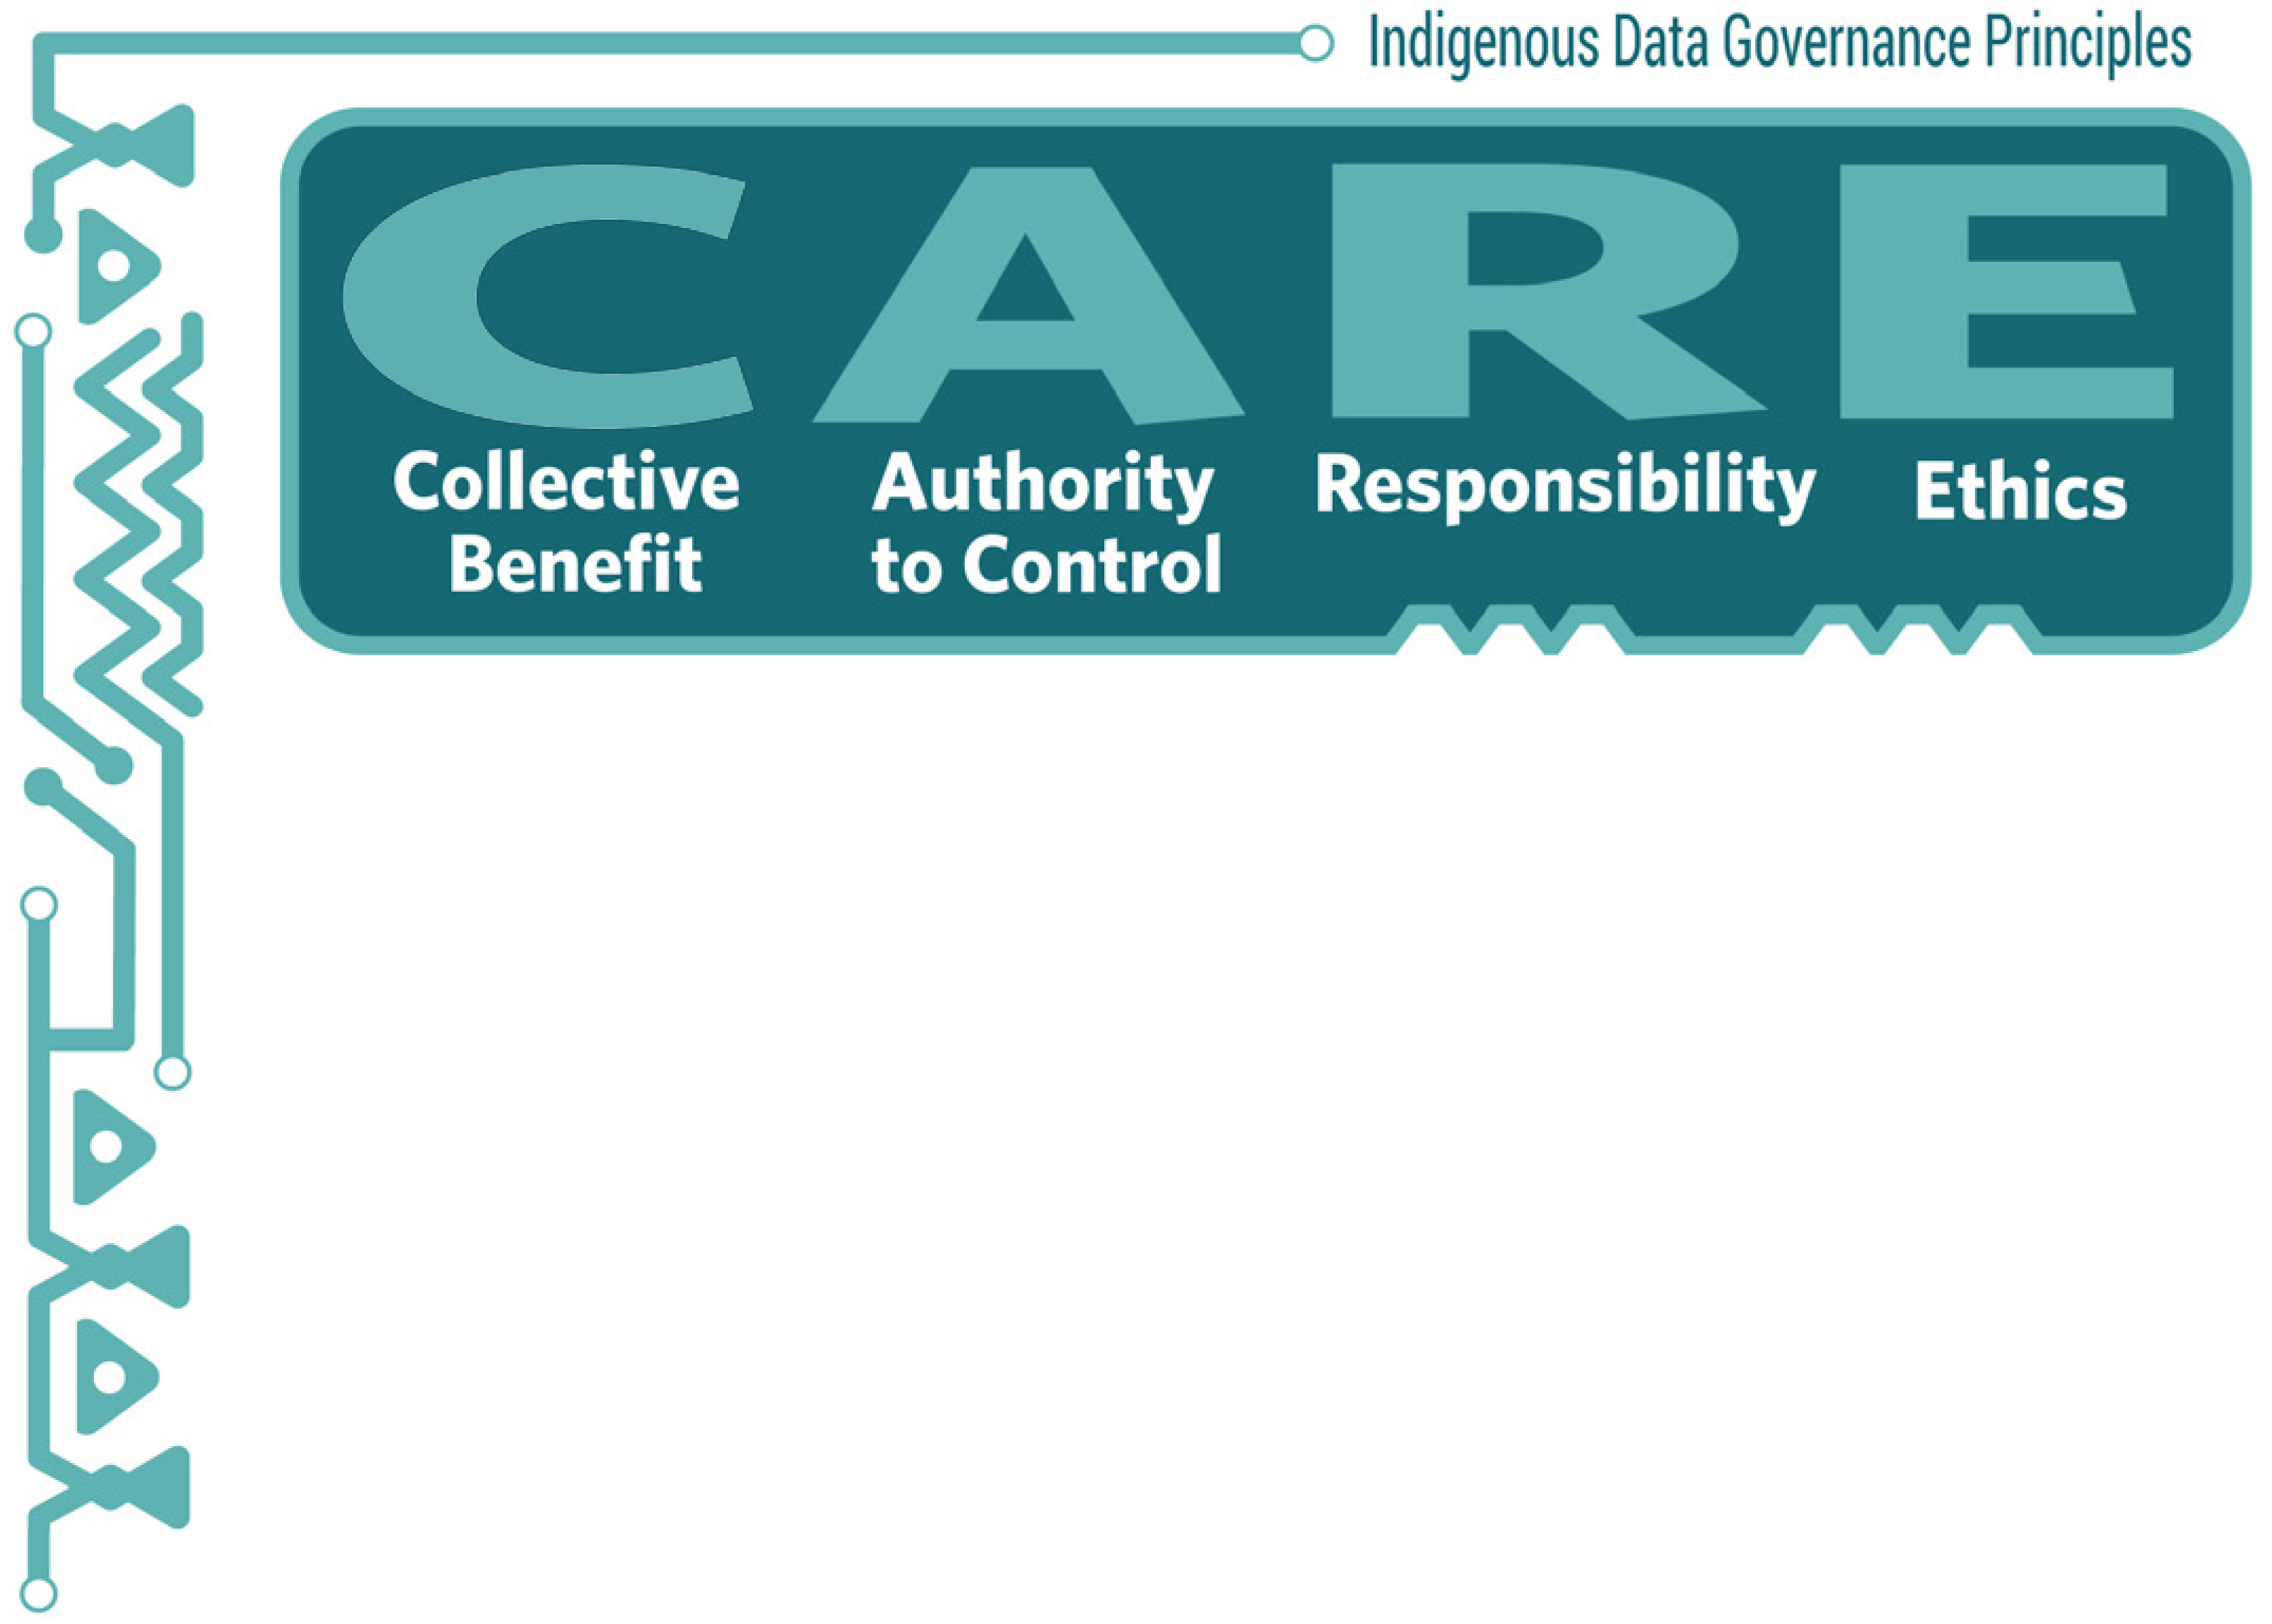 Indigenous Data Governance Principles
CARE
Collective Benefit
Authority to Control
Responsibility
Ethics